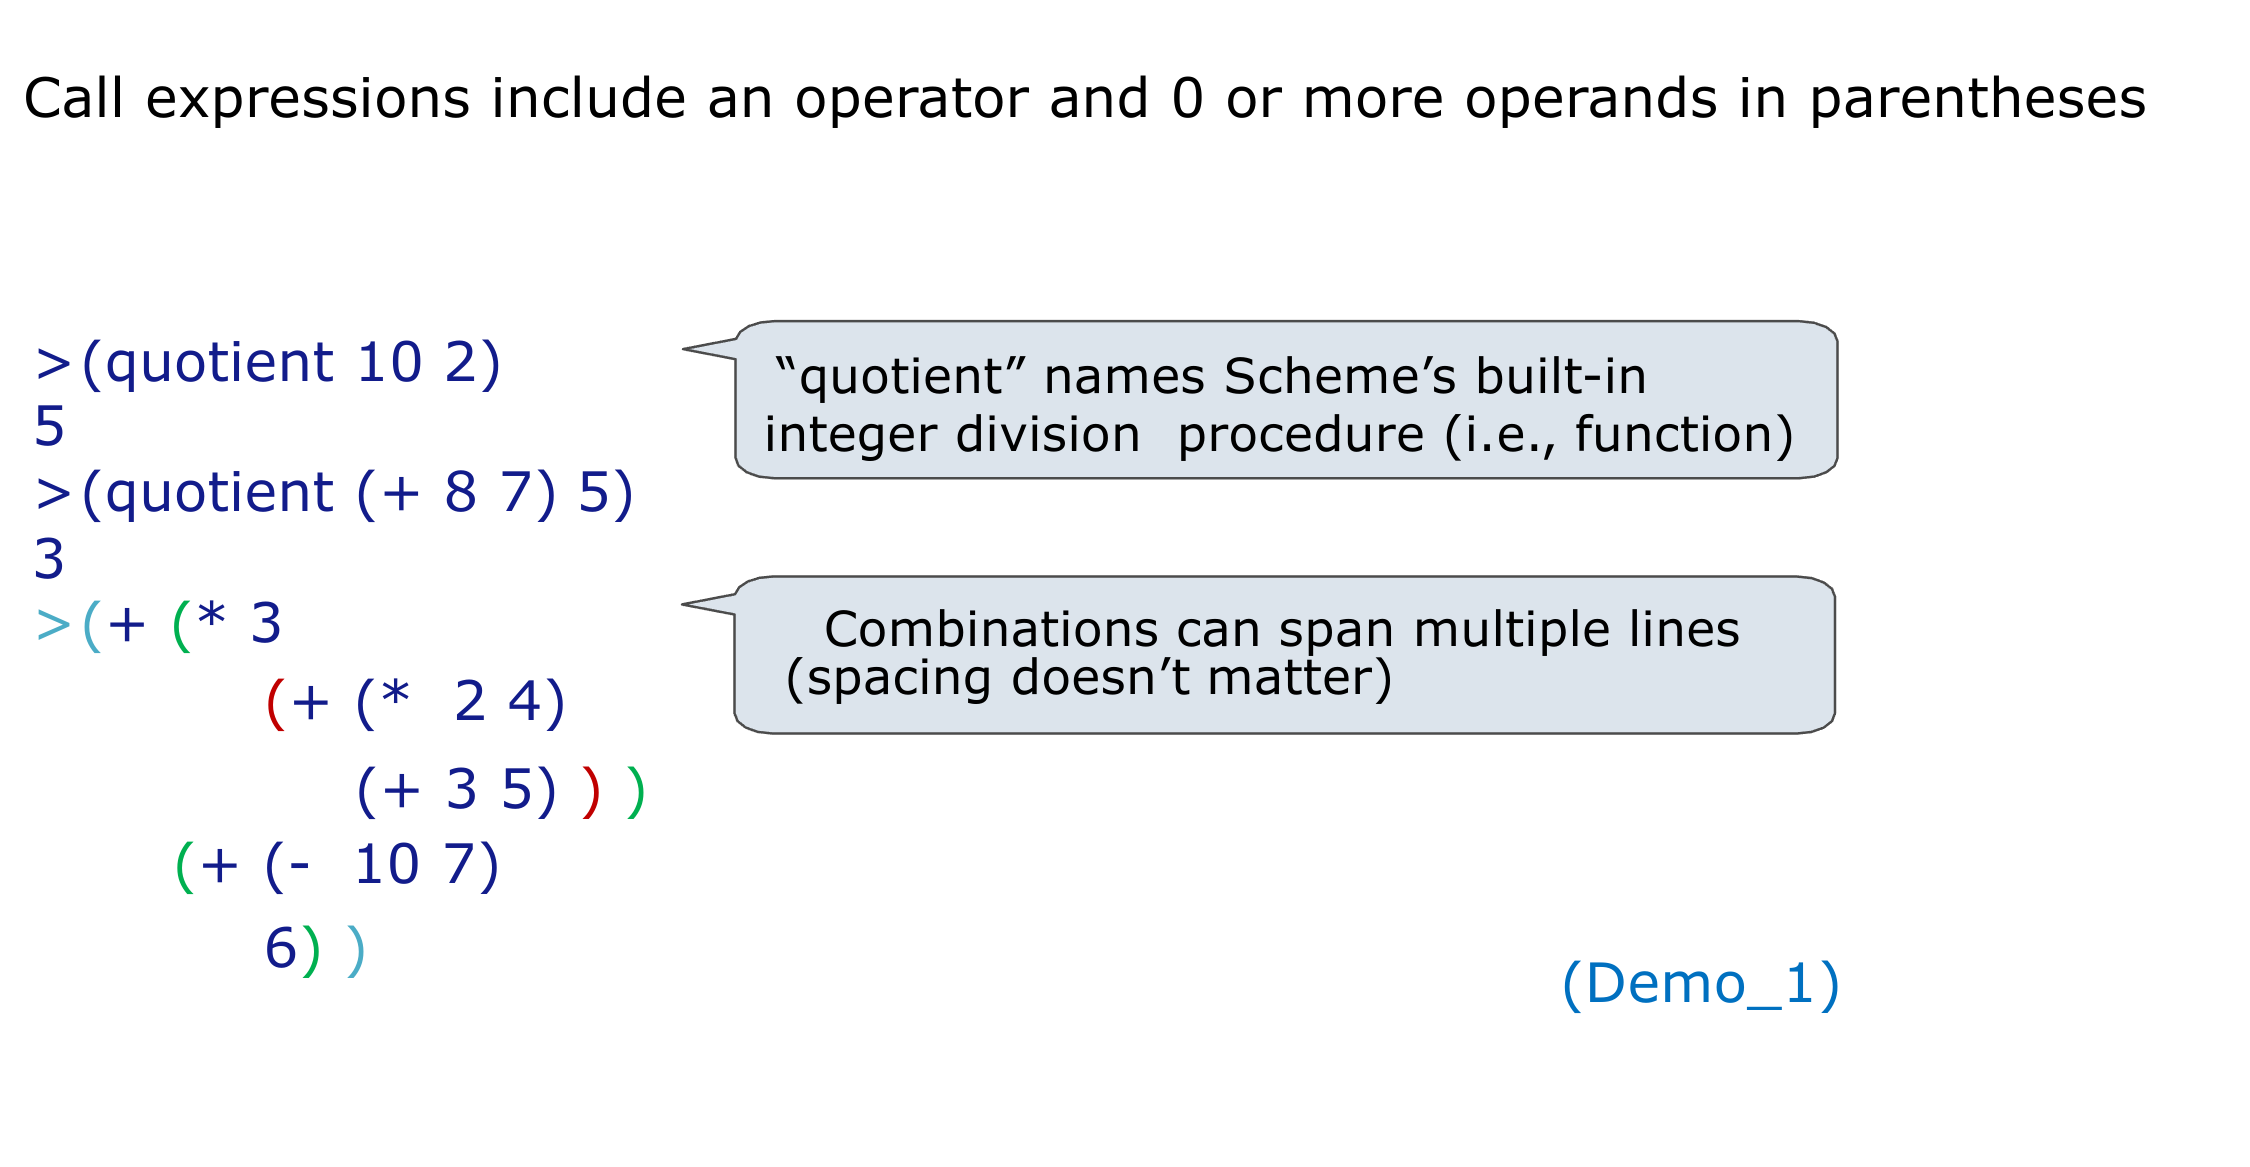 Call expressions include an operator and 0 or more operands in parentheses
>(quotient 10 2)
5
>(quotient (+ 8 7) 5)
3
>(+ (* 3
(+ (*  2 4)
(+ 3 5) ) )
(+ (-  10 7)
6) )
“quotient” names Scheme’s built-in
integer division  procedure (i.e., function)
Combinations can span multiple lines
(spacing doesn’t matter)
(Demo_1)